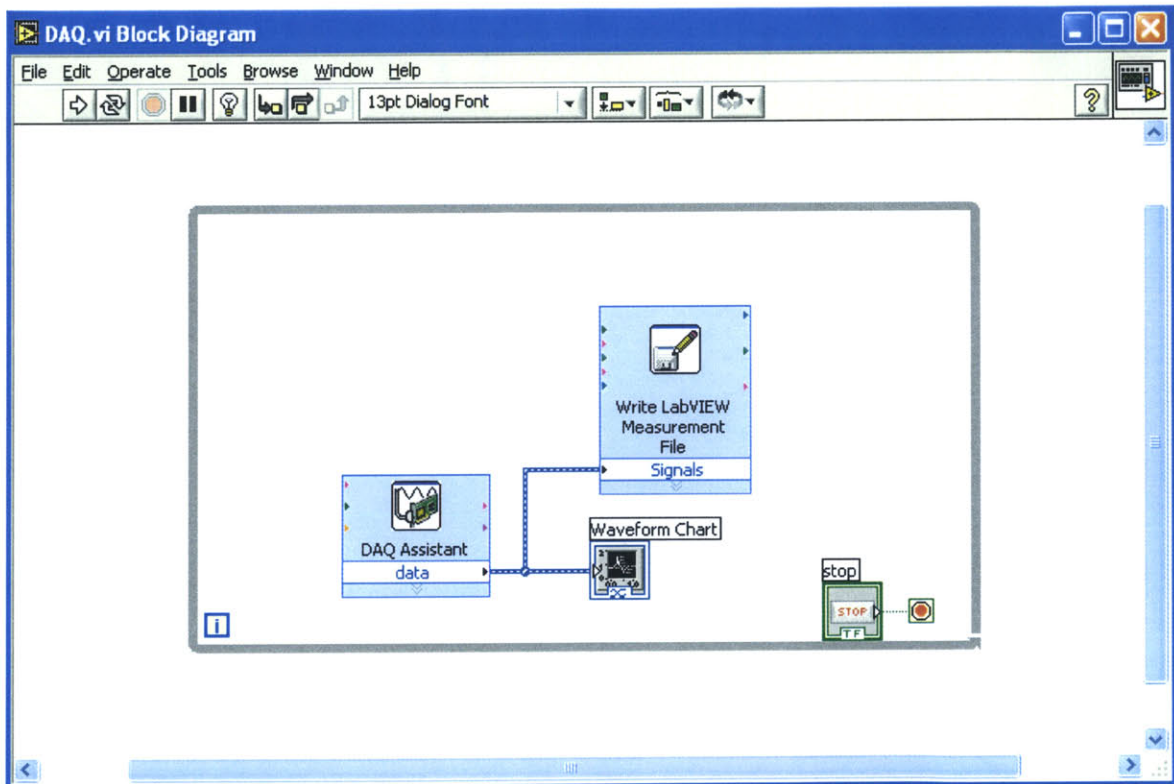 DAQ.vi Block Diagram
File Edit Operate Tools Browse Window Help
13pt Dialog Font
?
Write LabVIEW
Measurement
File
Signals
DAQ Assistant
data
Waveform Chart
stop
STOP
TF
i